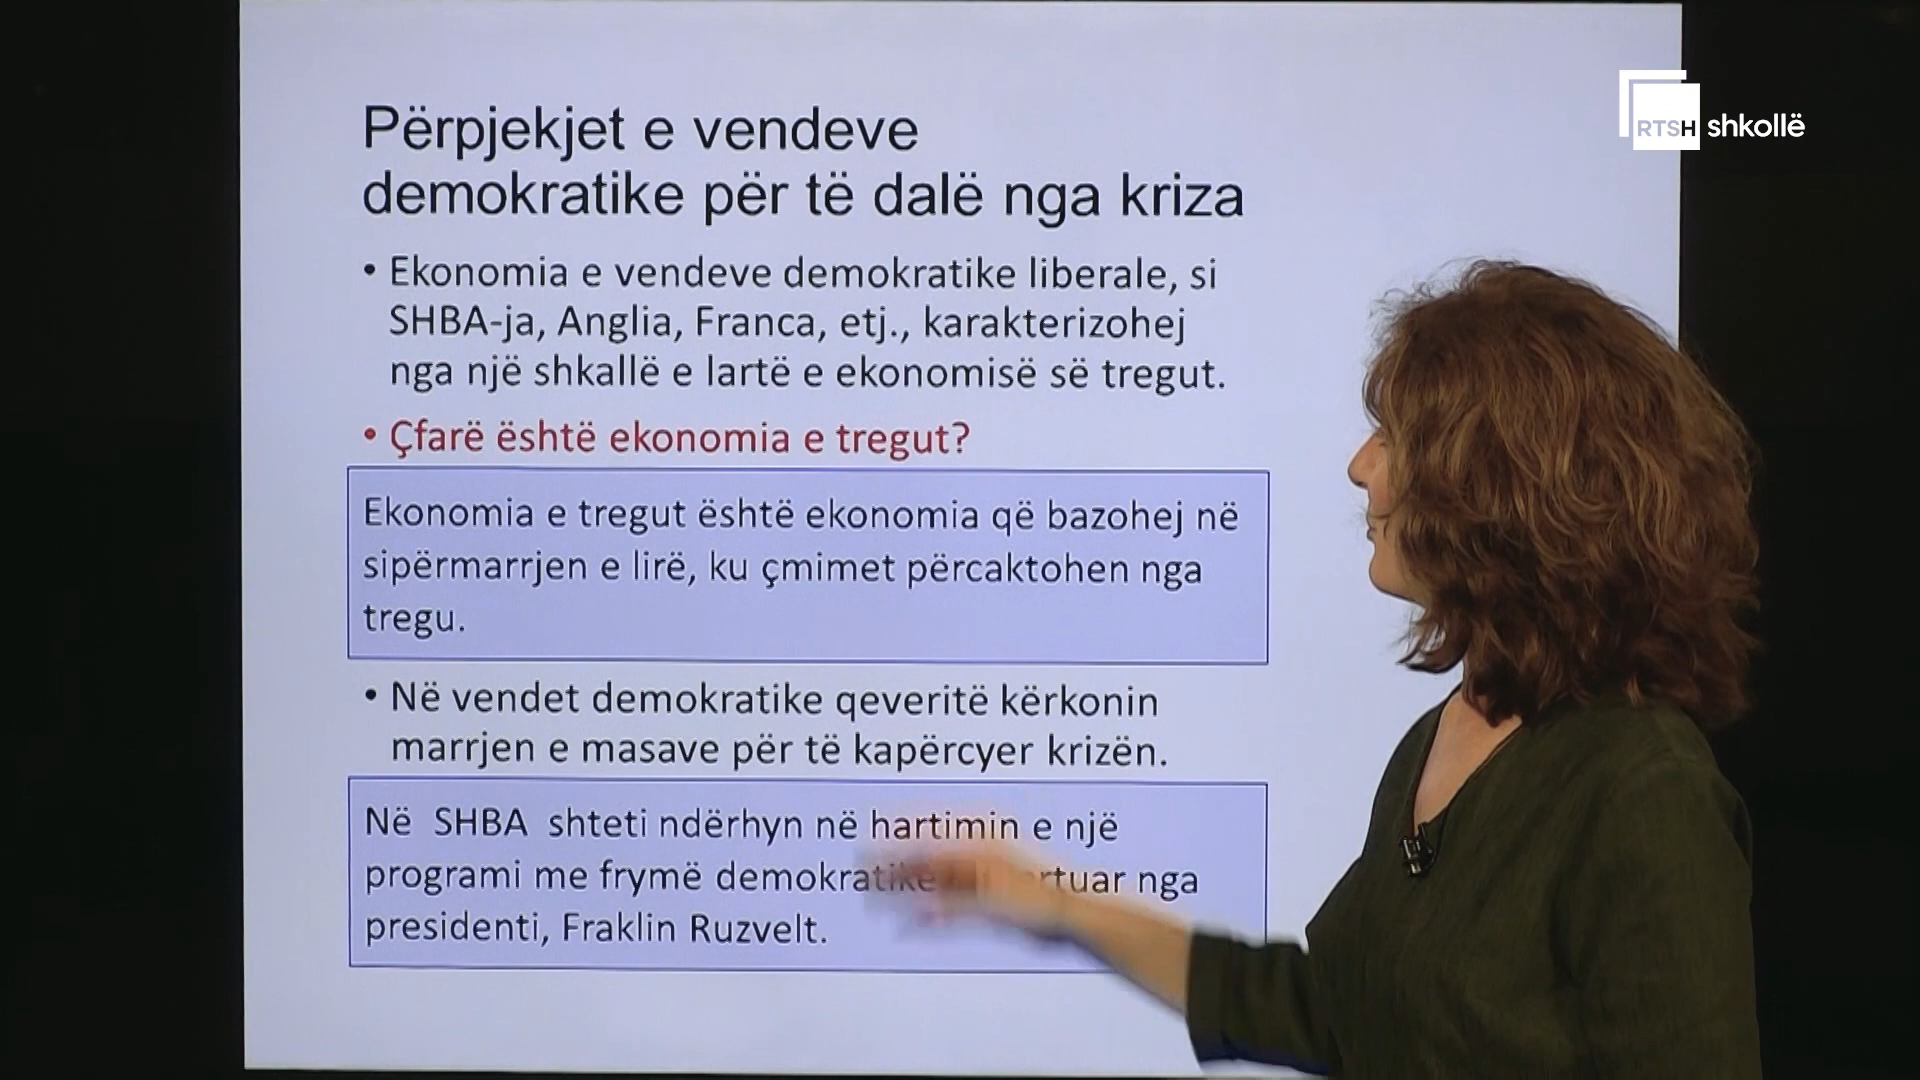 Përpjekjet e vendeve
demokratike për të dalë nga kriza
• Ekonomia e vendeve demokratike liberale, si
SHBA-ja, Anglia, Franca, etj., karakterizohej
nga një shkallë e lartë e ekonomisë së tregut.
• Çfarë është ekonomia e tregut?
Ekonomia e tregut është ekonomia që bazohej në
sipërmarrjen e lirë, ku çmimet përcaktohen nga
tregu.
• Në vendet demokratike qeveritë kërkonin
marrjen e masave për të kapërcyer krizën.
Në SHBA shteti ndërhyn në hartimin e një
programi me frymë demokratike nga
presidenti, Fraklin Ruzvelt.
RTSH shkollë